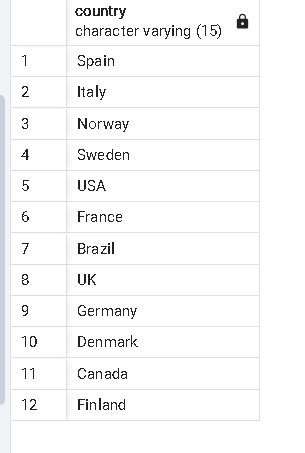 country
character varying (15)
1 Spain
2 Italy
3 Norway
4 Sweden
5 USA
6 France
7 Brazil
8 UK
9 Germany
10 Denmark
11 Canada
12 Finland